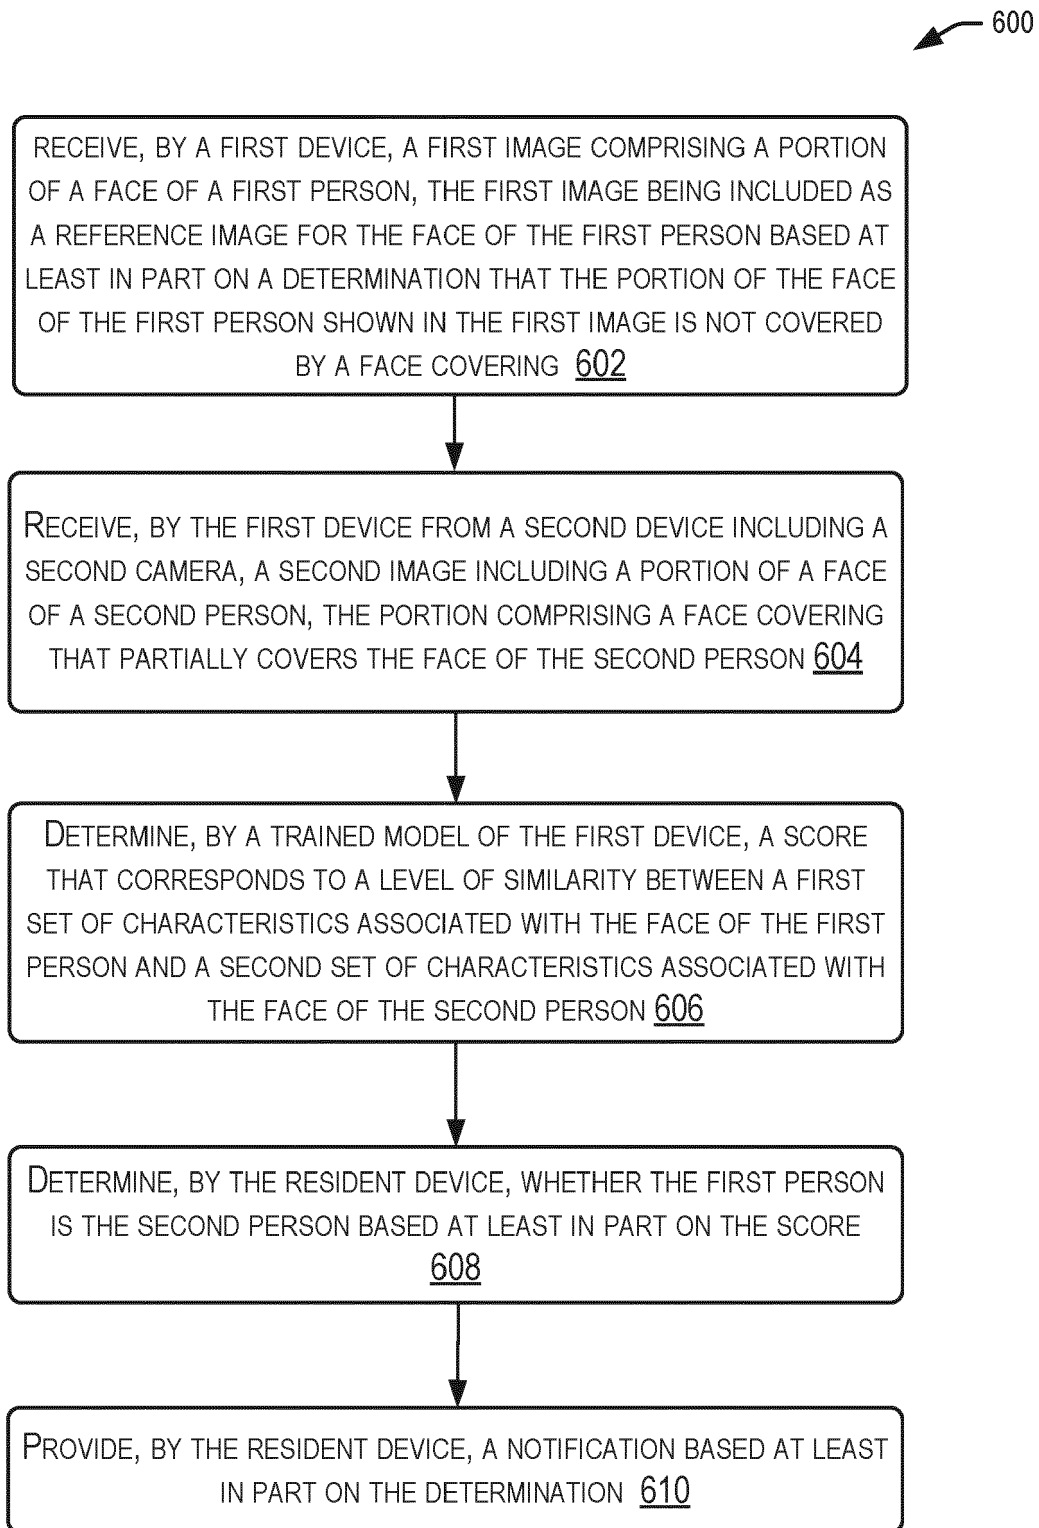 600
RECEIVE, BY A FIRST DEVICE, A FIRST IMAGE COMPRISING A PORTION
OF A FACE OF A FIRST PERSON, THE FIRST IMAGE BEING INCLUDED AS
A REFERENCE IMAGE FOR THE FACE OF THE FIRST PERSON BASED AT
LEAST IN PART ON A DETERMINATION THAT THE PORTION OF THE FACE
OF THE FIRST PERSON SHOWN IN THE FIRST IMAGE IS NOT COVERED
BY A FACE COVERING 602
RECEIVE, BY THE FIRST DEVICE FROM A SECOND DEVICE INCLUDING A
SECOND CAMERA, A SECOND IMAGE INCLUDING A PORTION OF A FACE
OF A SECOND PERSON, THE PORTION COMPRISING A FACE COVERING
THAT PARTIALLY COVERS THE FACE OF THE SECOND PERSON 604
DETERMINE, BY A TRAINED MODEL OF THE FIRST DEVICE, A SCORE
THAT CORRESPONDS TO A LEVEL OF SIMILARITY BETWEEN A FIRST
SET OF CHARACTERISTICS ASSOCIATED WITH THE FACE OF THE FIRST
PERSON AND A SECOND SET OF CHARACTERISTICS ASSOCIATED WITH
THE FACE OF THE SECOND PERSON 606
DETERMINE, BY THE RESIDENT DEVICE, WHETHER THE FIRST PERSON
IS THE SECOND PERSON BASED AT LEAST IN PART ON THE SCORE
608
PROVIDE, BY THE RESIDENT DEVICE, A NOTIFICATION BASED AT LEAST
IN PART ON THE DETERMINATION 610